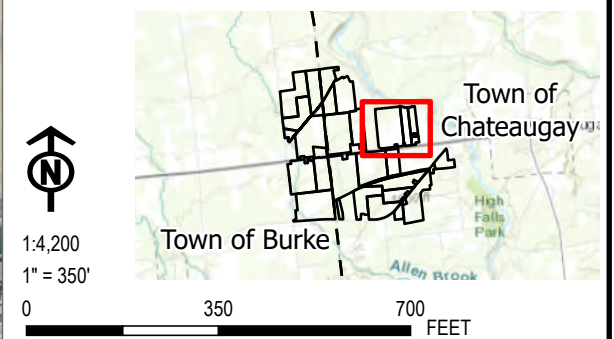 Town of
Chateaugay
High
Falls
Park
Town of Burke
Allen Brook
N
1:4,200
1" = 350'
0 350 700
FEET